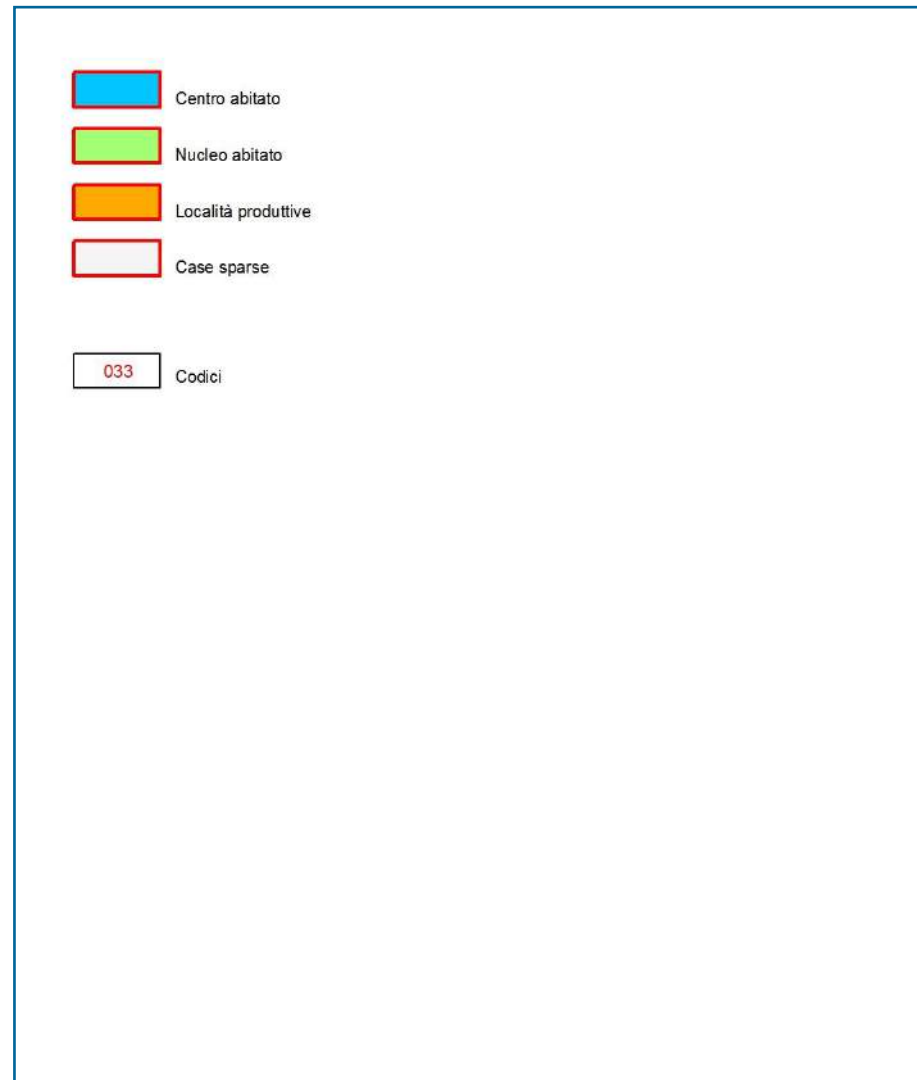 Centro abitato
Nucleo abitato
Località produttive
Case sparse
033 Codici